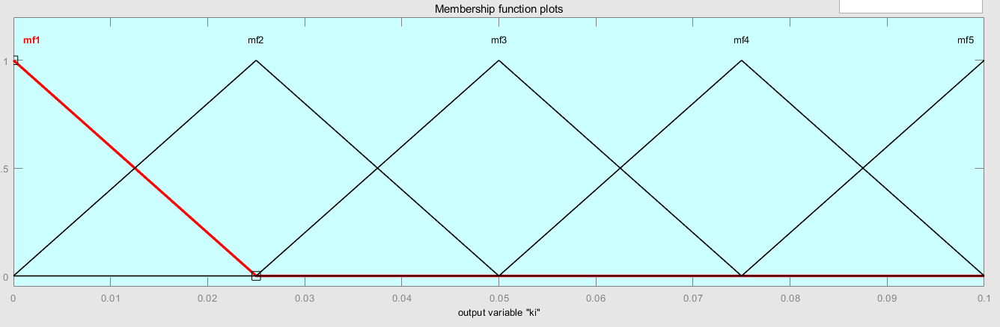 Membership function plots
mf1 mf2 mf3 mf4 mf5
1
.5
0
0 0.01 0.02 0.03 0.04 0.05 0.06 0.07 0.08 0.09 0.1
output variable "ki"